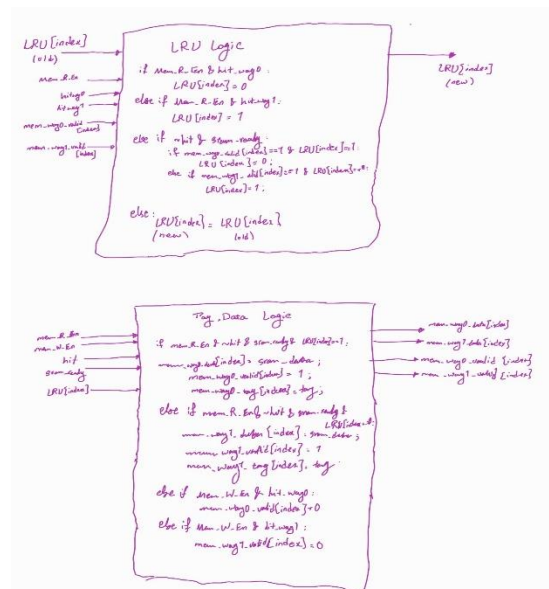 LRU[index]
(old)
LRU Logic
mem_R_En
hit_way0
hit_way1
mem_way0_valid
[index]
mem_way1_valid
[index]
if mem_R_En & hit_way0:
LRU[index] = 0
else if mem_R_En & hit_way1:
LRU[index] = 1
else if ~hit & sram_ready:
if mem_way0_valid[index]==1 & LRU[index]=1:
LRU[index]=0;
else if mem_way1_valid[index]==1 & LRU[index]==0:
LRU[index]=1;
else:
LRU[index] = LRU[index]
(new) (old)
LRU[index]
(new)
Tag_Data Logic
mem_R_En
mem_W_En
hit
sram_ready
LRU[index]
if mem_R_En & ~hit & sram_ready & LRU[index]=1:
[index] = sram_data;
mem_way0_valid[index] = 1;
mem_way0_tag[index] = tag;
else if mem_R_En & ~hit & sram_ready &
LRU[index]=0:
mem_way1_data[index] = sram_data;
mem_way1_valid[index] = 1
mem_way1_tag[index] = tag
else if mem_W_En & hit_way0:
mem_way0_valid[index]=0
else if mem_W_En & hit_way1:
mem_way1_valid[index]=0
mem_way0_data[index]
mem_way1_data[index]
mem_way0_valid [index]
mem_way1_valid [index]